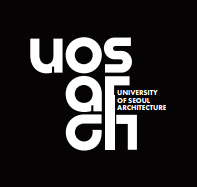 uos
ar
ch
UNIVERSITY
OF SEOUL
ARCHITECTURE